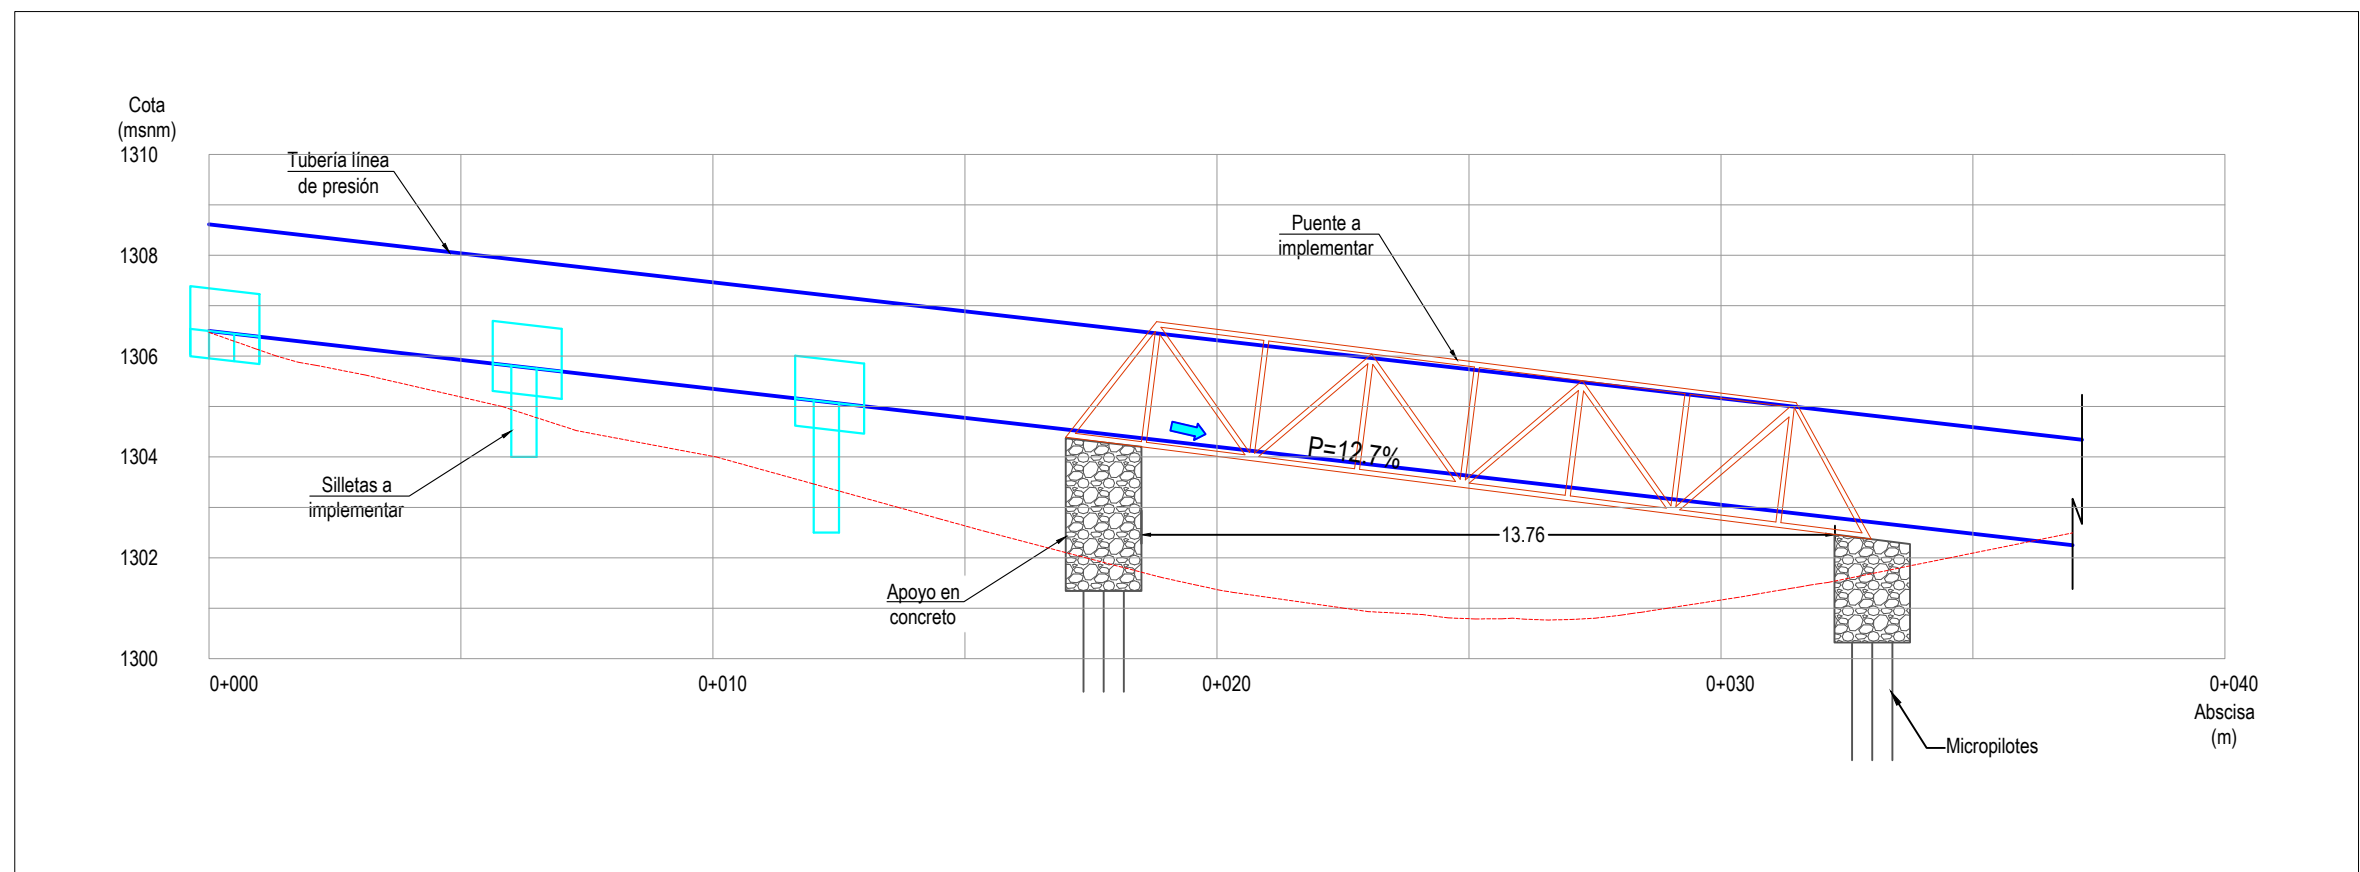 Cota
(msnm)
1310
Tubería línea
de presión
Puente a
implementar
1308
1306
1304
P=12.7%
Silletas a
implementar
13.76
1302
Apoyo en
concreto
1300
0+000
0+010
0+020
0+030
0+040
Abscisa
(m)
Micropilotes